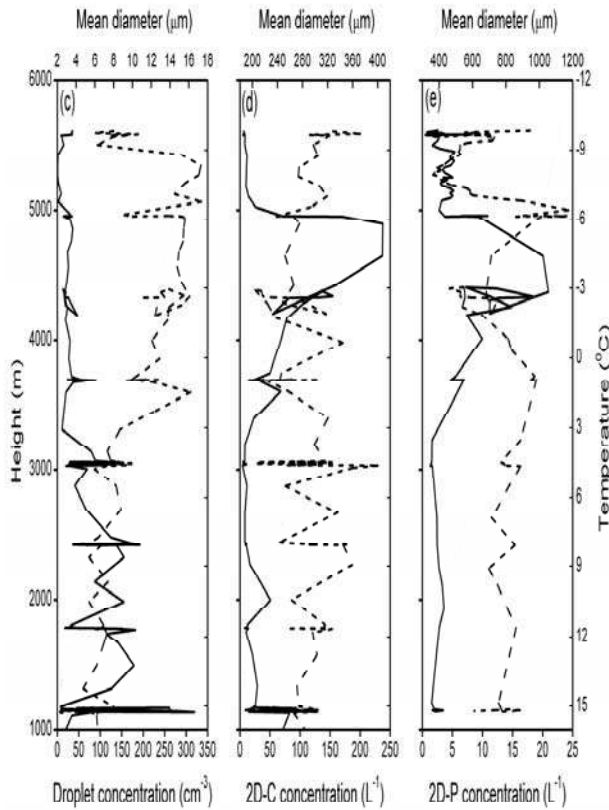 Mean diameter (μm) Mean diameter (μm) Mean diameter (μm)
2 4 6 8 10 12 14 16 18 200 240 280 320 360 400 400 600 800 1000 1200
6000 (c) (d) (e) -12
-9
5000 -6
-3
4000 0
3
3000 6
9
2000 12
15
1000
Height (m)
Temperature (°C)
0 50 100 150 200 250 300 350 0 50 100 150 200 250 0 5 10 15 20 25
Droplet concentration (cm⁻³) 2D-C concentration (L⁻¹) 2D-P concentration (L⁻¹)